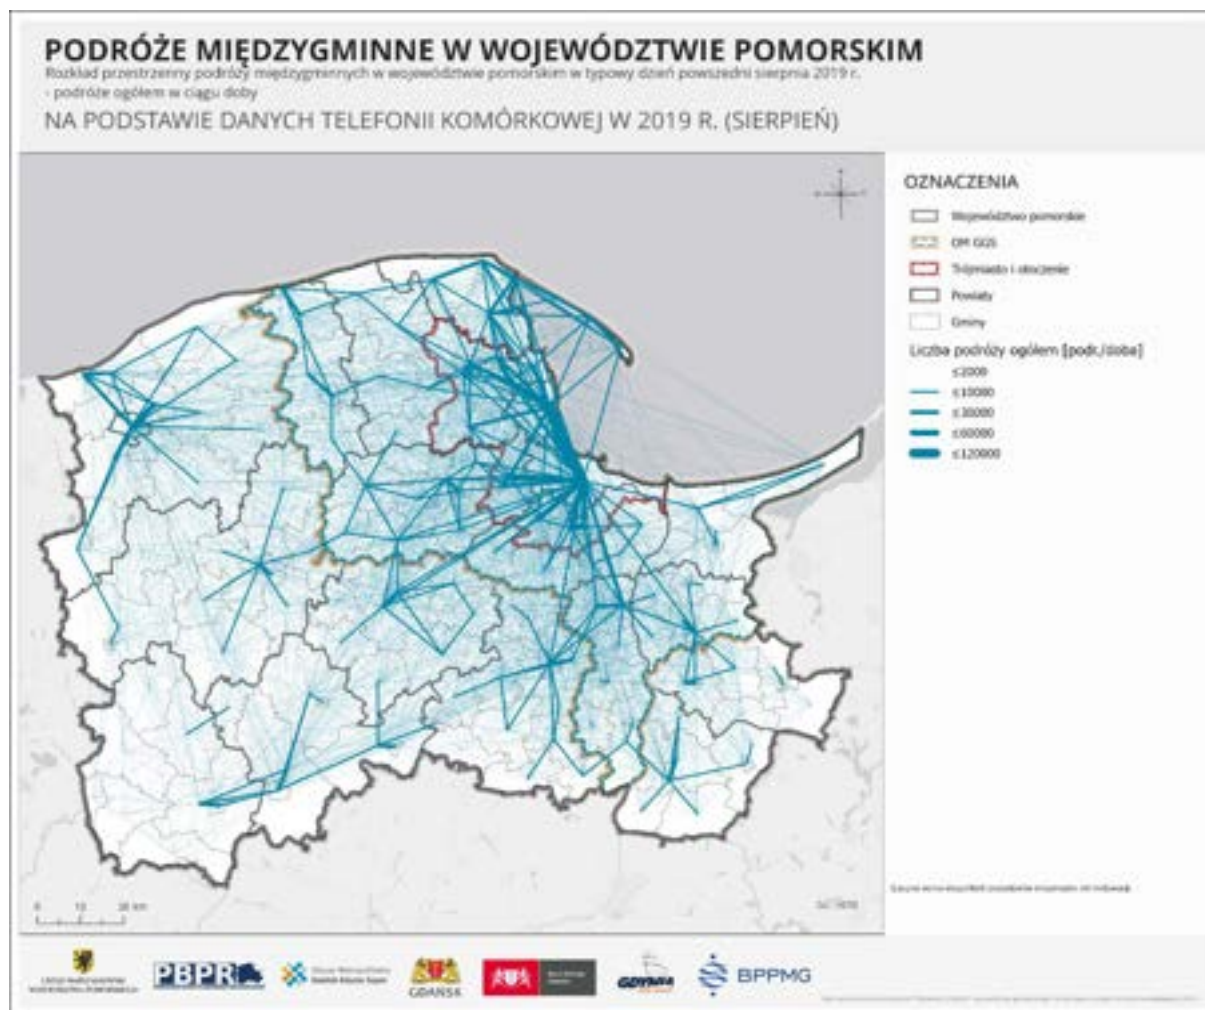 PODRÓŻE MIĘDZYGMINNE W WOJEWÓDZTWIE POMORSKIM
Rozkład przestrzenny podróży międzygminnych w województwie pomorskim w typowy dzień powszedni sierpnia 2019 r.
- podróże ogółem w ciągu doby
NA PODSTAWIE DANYCH TELEFONII KOMÓRKOWEJ W 2019 R. (SIERPIEŃ)
OZNACZENIA
Województwo pomorskie
OM GGS
Trójmiasto i otoczenie
Powiaty
Gminy
Liczba podróży ogółem [podr./doba]
≤2000
≤10000
≤30000
≤60000
≤120000
0 10 20 km
PBPR
GDAŃSK
GDYNIA
BPPMG